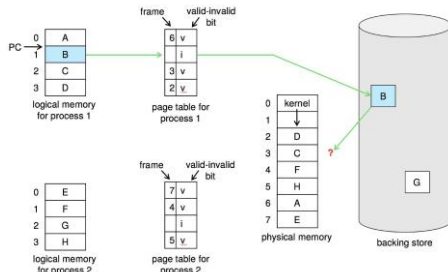 frame
valid-invalid
bit
0 A
PC
1 B
2 C
3 D
logical memory
for process 1
6 v
i
3 v
2 v
page table for
process 1
B
0 kernel
1
2 D
3 C
?
4 F
5 H
6 A
7 E
physical memory
G
backing store
frame
valid-invalid
bit
0 E
1 F
2 G
3 H
logical memory
for process 2
7 v
4 v
i
5 v
page table for
process 2